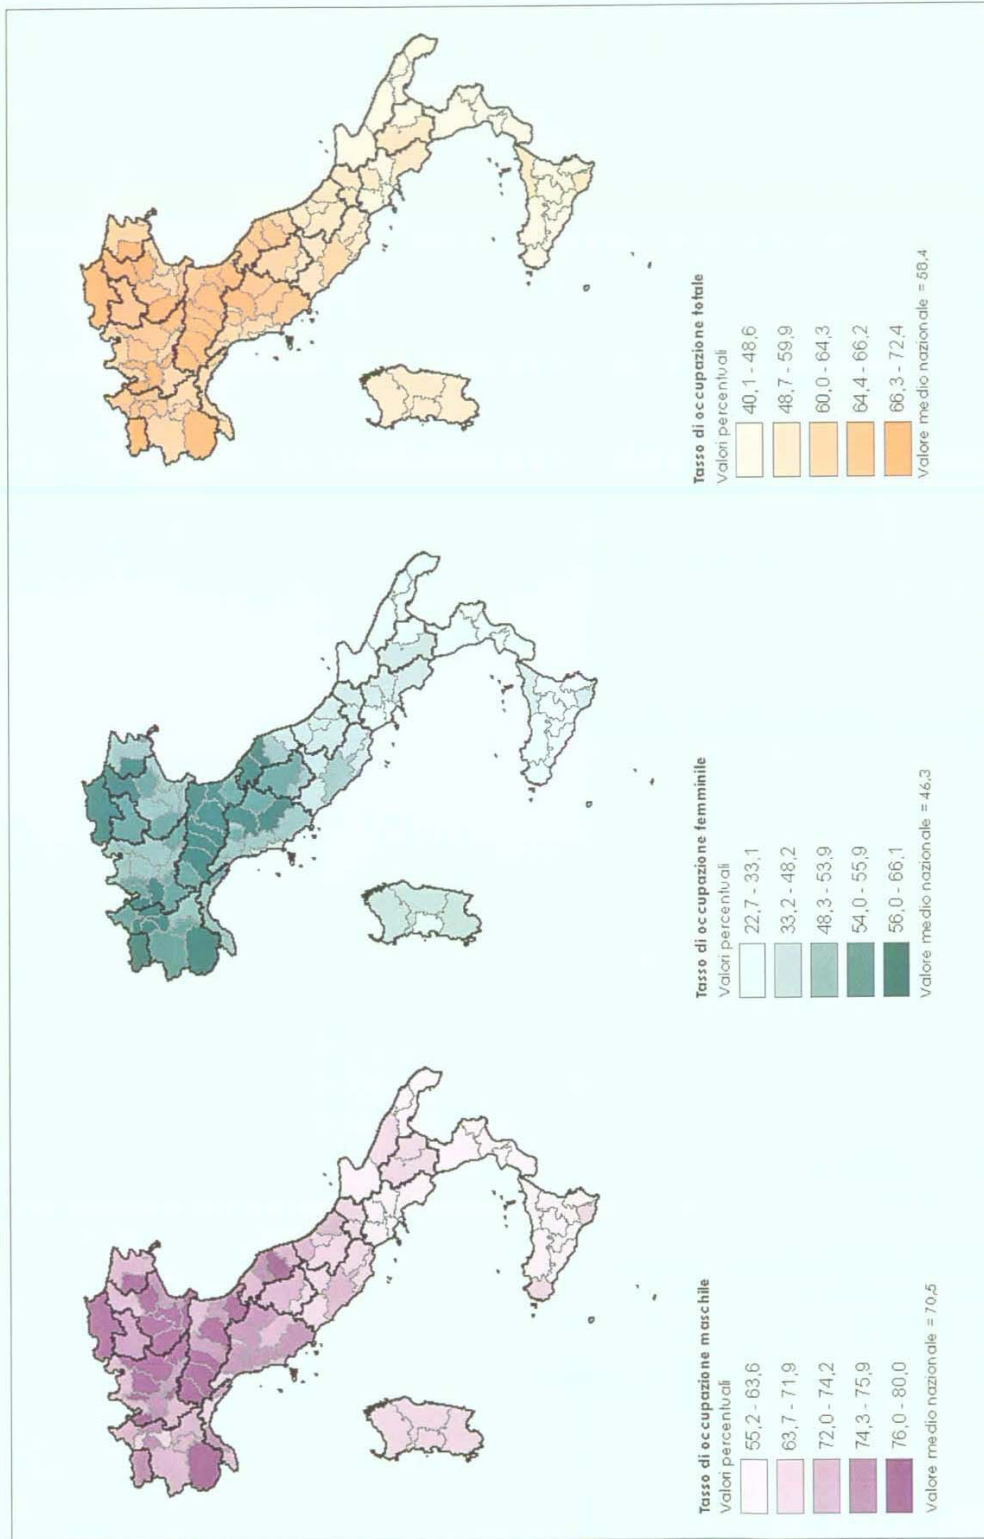 Tasso di occupazione maschile
Valori percentuali
55,2 - 63,6
63,7 - 71,9
72,0 - 74,2
74,3 - 75,9
76,0 - 80,0
Valore medio nazionale = 70,5
Tasso di occupazione femminile
Valori percentuali
22,7 - 33,1
33,2 - 48,2
48,3 - 53,9
54,0 - 55,9
56,0 - 66,1
Valore medio nazionale = 46,3
Tasso di occupazione totale
Valori percentuali
40,1 - 48,6
48,7 - 59,9
60,0 - 64,3
64,4 - 66,2
66,3 - 72,4
Valore medio nazionale = 58,4